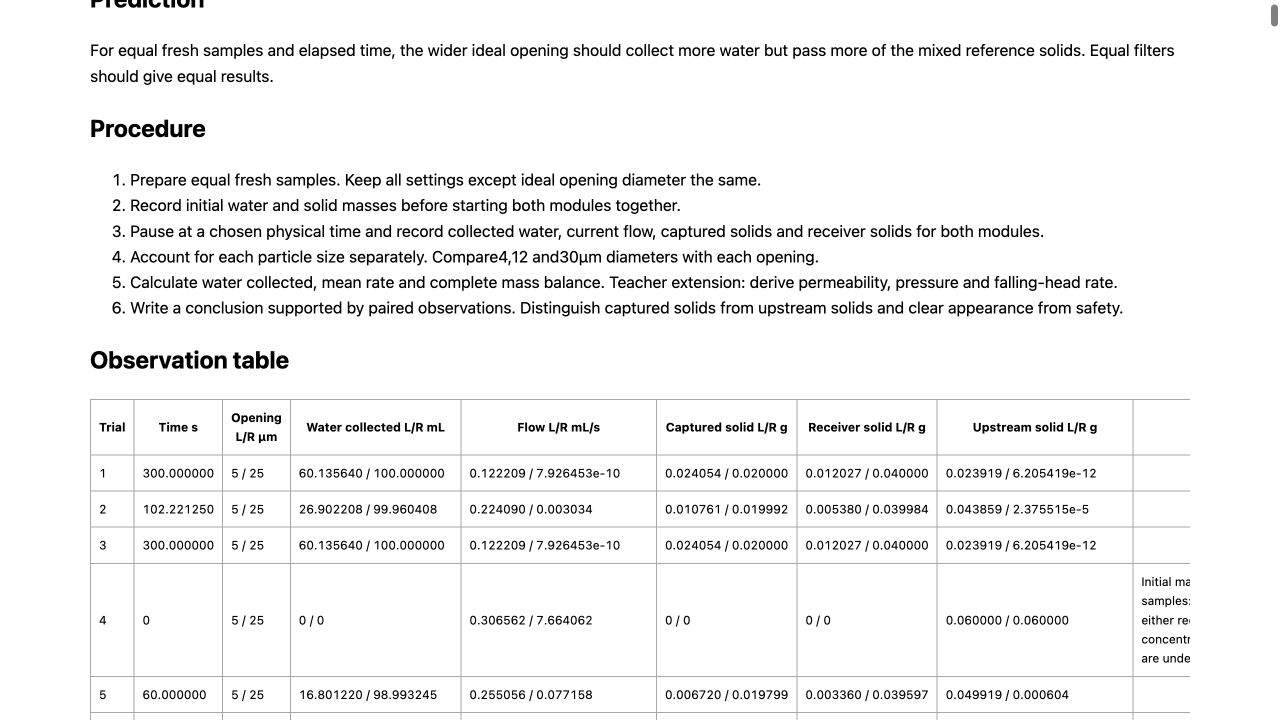 Prediction
For equal fresh samples and elapsed time, the wider ideal opening should collect more water but pass more of the mixed reference solids. Equal filters
should give equal results.
Procedure
1. Prepare equal fresh samples. Keep all settings except ideal opening diameter the same.
2. Record initial water and solid masses before starting both modules together.
3. Pause at a chosen physical time and record collected water, current flow, captured solids and receiver solids for both modules.
4. Account for each particle size separately. Compare4,12 and30µm diameters with each opening.
5. Calculate water collected, mean rate and complete mass balance. Teacher extension: derive permeability, pressure and falling-head rate.
6. Write a conclusion supported by paired observations. Distinguish captured solids from upstream solids and clear appearance from safety.
Observation table
Trial Time s Opening L/R µm Water collected L/R mL Flow L/R mL/s Captured solid L/R g Receiver solid L/R g Upstream solid L/R g
1 300.000000 5 / 25 60.135640 / 100.000000 0.122209 / 7.926453e-10 0.024054 / 0.020000 0.012027 / 0.040000 0.023919 / 6.205419e-12
2 102.221250 5 / 25 26.902208 / 99.960408 0.224090 / 0.003034 0.010761 / 0.019992 0.005380 / 0.039984 0.043859 / 2.375515e-5
3 300.000000 5 / 25 60.135640 / 100.000000 0.122209 / 7.926453e-10 0.024054 / 0.020000 0.012027 / 0.040000 0.023919 / 6.205419e-12
4 0 5 / 25 0 / 0 0.306562 / 7.664062 0 / 0 0 / 0 0.060000 / 0.060000
Initial ma
samples:
either re
concentr
are unde
5 60.000000 5 / 25 16.801220 / 98.993245 0.255056 / 0.077158 0.006720 / 0.019799 0.003360 / 0.039597 0.049919 / 0.000604